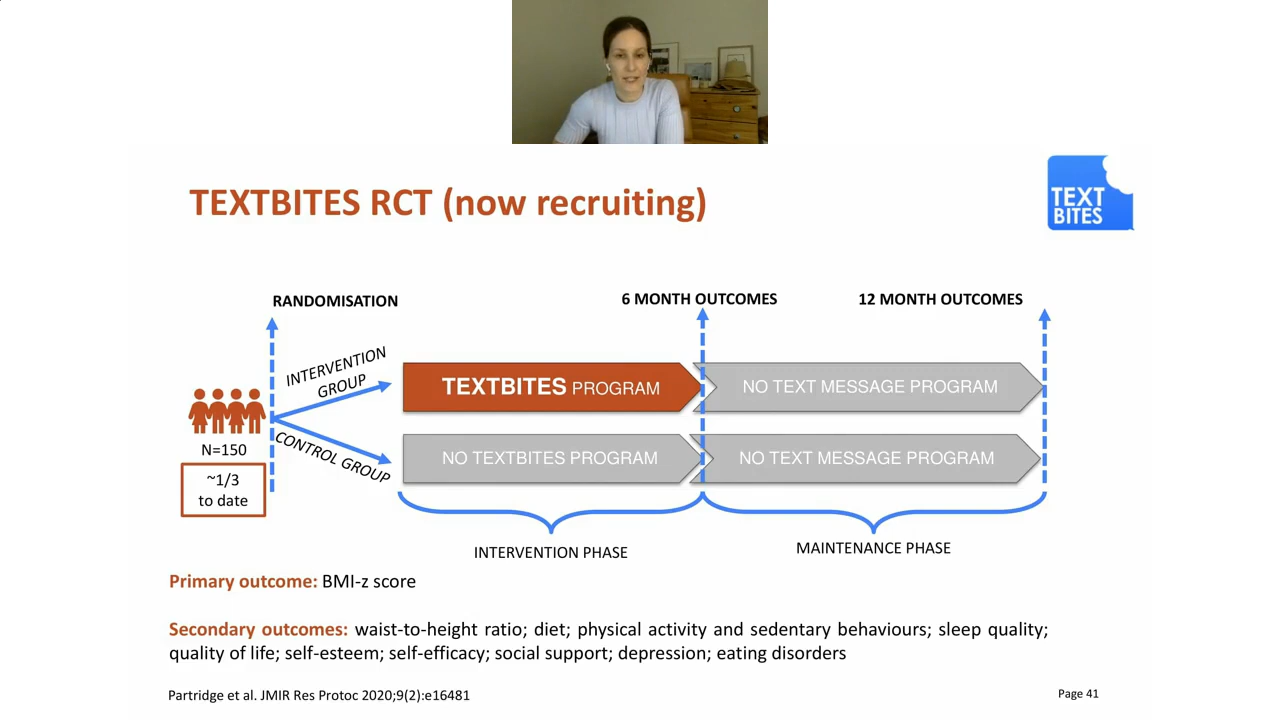 TEXTBITES RCT (now recruiting)
TEXT
BITES
RANDOMISATION
6 MONTH OUTCOMES
12 MONTH OUTCOMES
INTERVENTION
GROUP
TEXTBITES PROGRAM
NO TEXT MESSAGE PROGRAM
CONTROL GROUP
NO TEXTBITES PROGRAM
NO TEXT MESSAGE PROGRAM
N=150
~1/3
to date
INTERVENTION PHASE
MAINTENANCE PHASE
Primary outcome: BMI-z score
Secondary outcomes: waist-to-height ratio; diet; physical activity and sedentary behaviours; sleep quality;
quality of life; self-esteem; self-efficacy; social support; depression; eating disorders
Partridge et al. JMIR Res Protoc 2020;9(2):e16481
Page 41